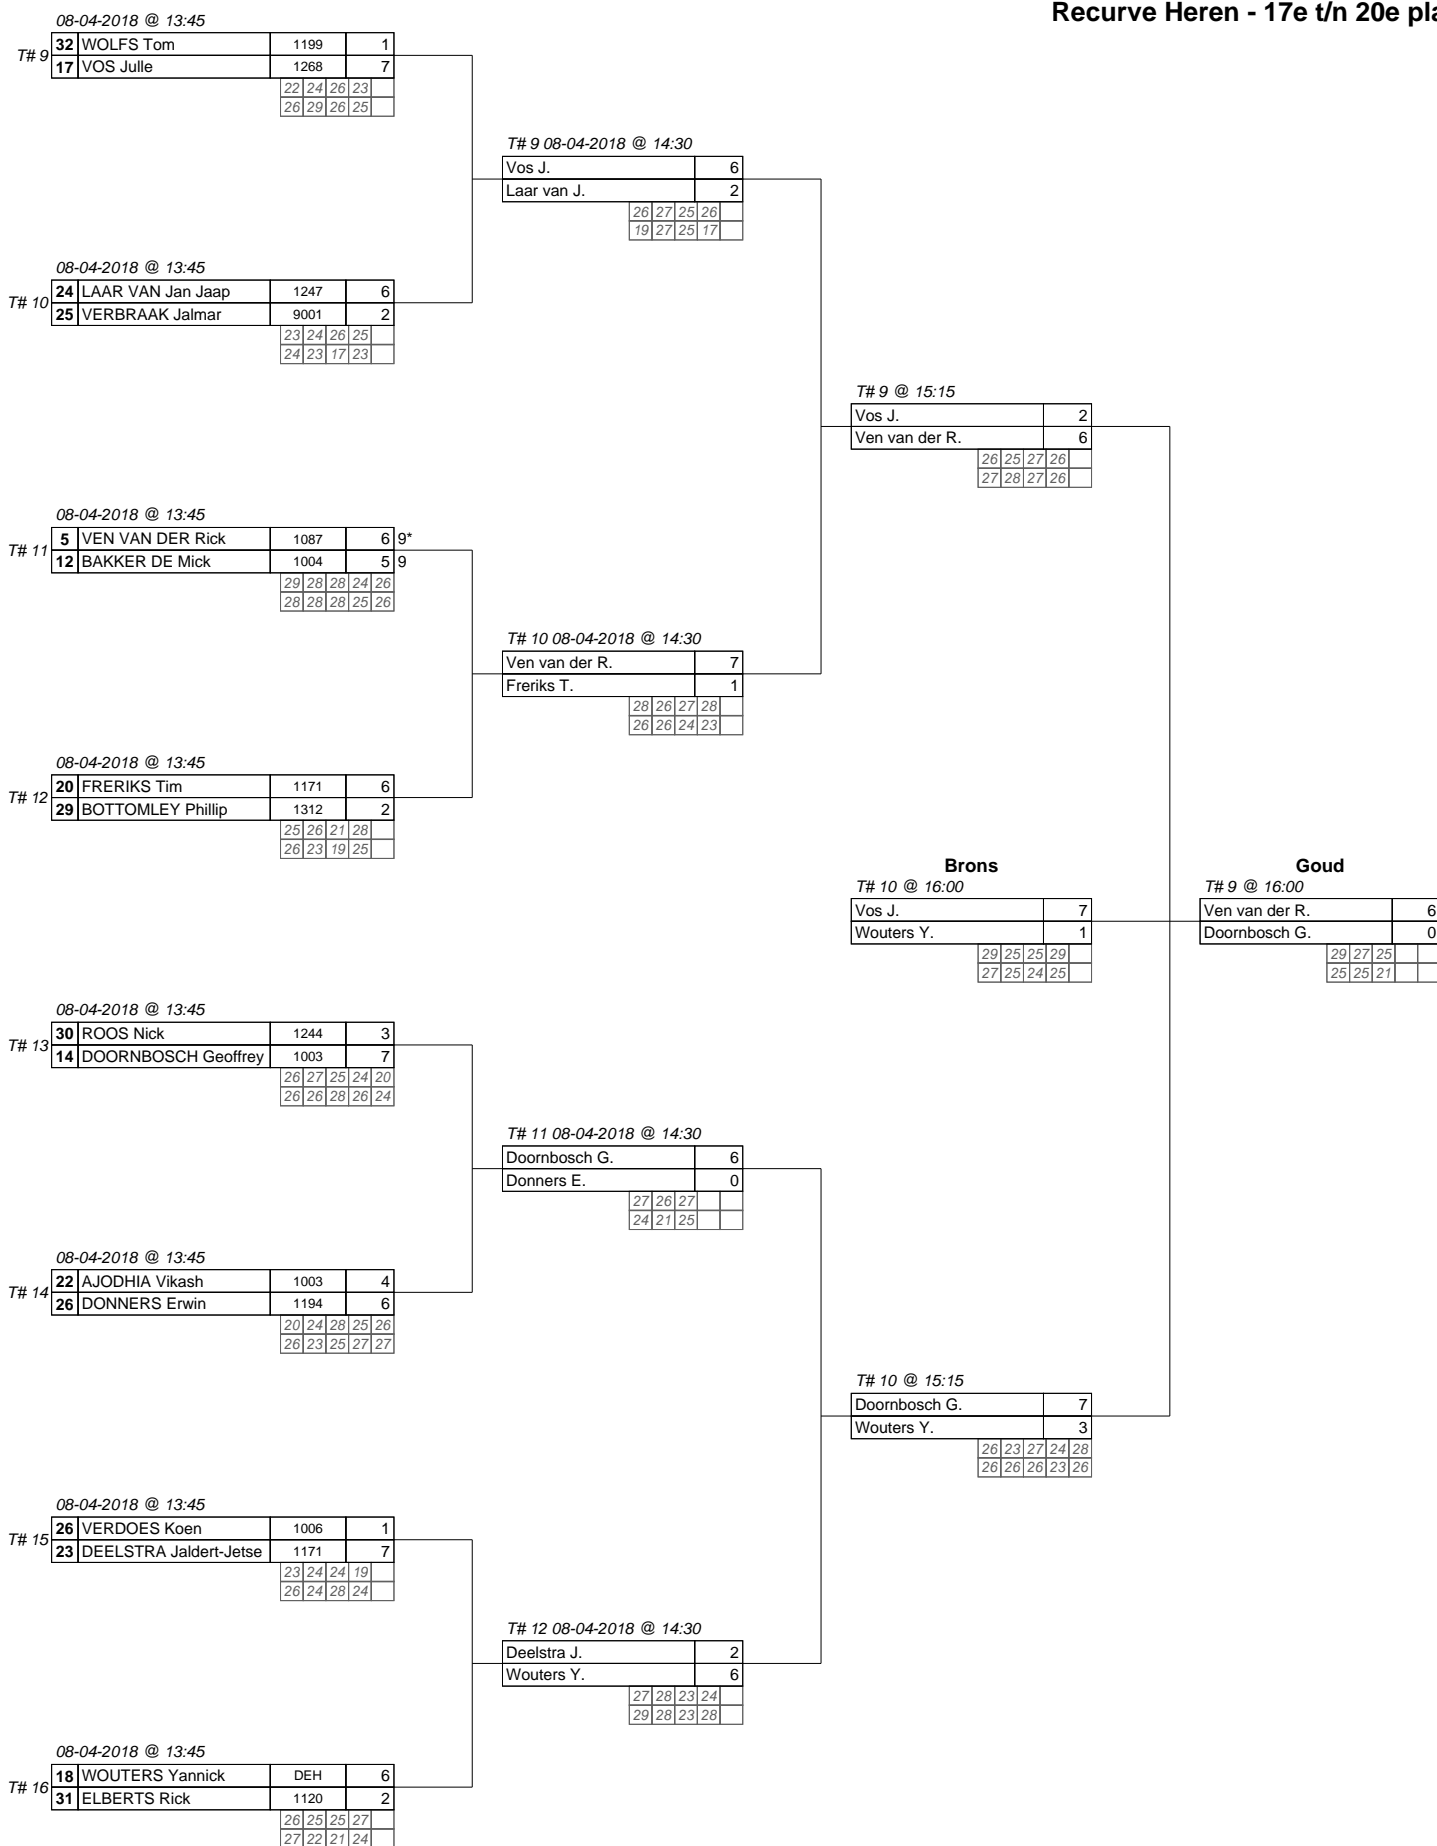 Recurve Heren - 17e t/n 20e pla
08-04-2018 @ 13:45
T# 9
32 WOLFS Tom 1199 1
17 VOS Julle 1268 7
22 24 26 23
26 29 26 25
T# 9 08-04-2018 @ 14:30
Vos J. 6
Laar van J. 2
26 27 25 26
19 27 25 17
08-04-2018 @ 13:45
T# 10
24 LAAR VAN Jan Jaap 1247 6
25 VERBRAAK Jalmar 9001 2
23 24 26 25
24 23 17 23
T# 9 @ 15:15
Vos J. 2
Ven van der R. 6
26 25 27 26
27 28 27 26
08-04-2018 @ 13:45
T# 11
5 VEN VAN DER Rick 1087 6 9*
12 BAKKER DE Mick 1004 5 9
29 28 28 24 26
28 28 28 25 26
T# 10 08-04-2018 @ 14:30
Ven van der R. 7
Freriks T. 1
28 26 27 28
26 26 24 23
08-04-2018 @ 13:45
T# 12
20 FRERIKS Tim 1171 6
29 BOTTOMLEY Phillip 1312 2
25 26 21 28
26 23 19 25
Brons
T# 10 @ 16:00
Vos J. 7
Wouters Y. 1
29 25 25 29
27 25 24 25
Goud
T# 9 @ 16:00
Ven van der R. 6
Doornbosch G. 0
29 27 25
25 25 21
08-04-2018 @ 13:45
T# 13
30 ROOS Nick 1244 3
14 DOORNBOSCH Geoffrey 1003 7
26 27 25 24 20
26 26 28 26 24
T# 11 08-04-2018 @ 14:30
Doornbosch G. 6
Donners E. 0
27 26 27
24 21 25
08-04-2018 @ 13:45
T# 14
22 AJODHIA Vikash 1003 4
26 DONNERS Erwin 1194 6
20 24 28 25 26
26 23 25 27 27
T# 10 @ 15:15
Doornbosch G. 7
Wouters Y. 3
26 23 27 24 28
26 26 26 23 26
08-04-2018 @ 13:45
T# 15
26 VERDOES Koen 1006 1
23 DEELSTRA Jaldert-Jetse 1171 7
23 24 24 19
26 24 28 24
T# 12 08-04-2018 @ 14:30
Deelstra J. 2
Wouters Y. 6
27 28 23 24
29 28 23 28
08-04-2018 @ 13:45
T# 16
18 WOUTERS Yannick DEH 6
31 ELBERTS Rick 1120 2
26 25 25 27
27 22 21 24